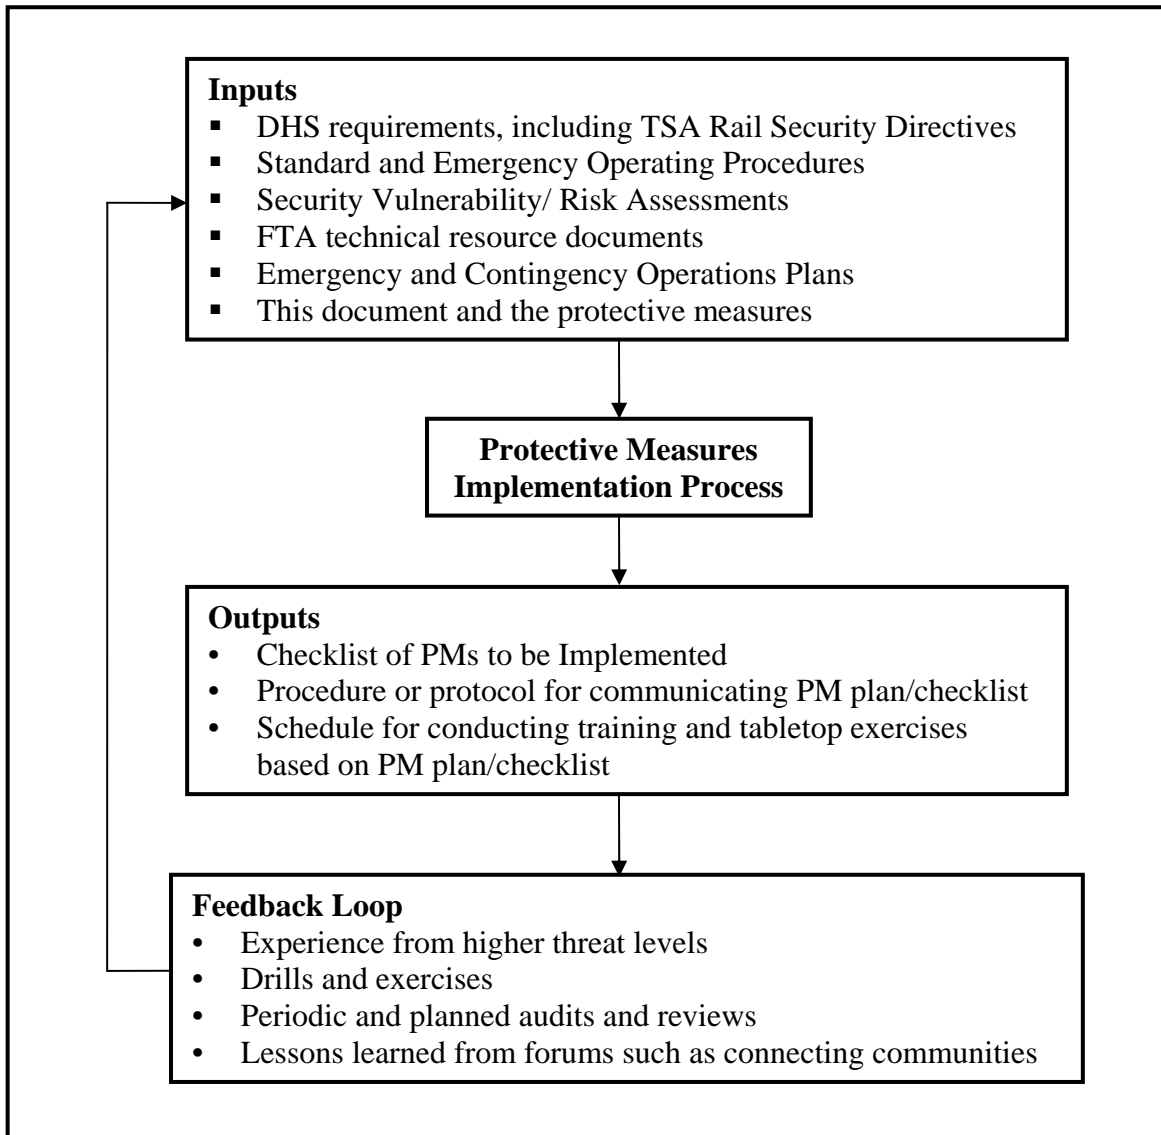 Inputs
▪ DHS requirements, including TSA Rail Security Directives
▪ Standard and Emergency Operating Procedures
▪ Security Vulnerability/ Risk Assessments
▪ FTA technical resource documents
▪ Emergency and Contingency Operations Plans
▪ This document and the protective measures
Protective Measures
Implementation Process
Outputs
• Checklist of PMs to be Implemented
• Procedure or protocol for communicating PM plan/checklist
• Schedule for conducting training and tabletop exercises
based on PM plan/checklist
Feedback Loop
• Experience from higher threat levels
• Drills and exercises
• Periodic and planned audits and reviews
• Lessons learned from forums such as connecting communities